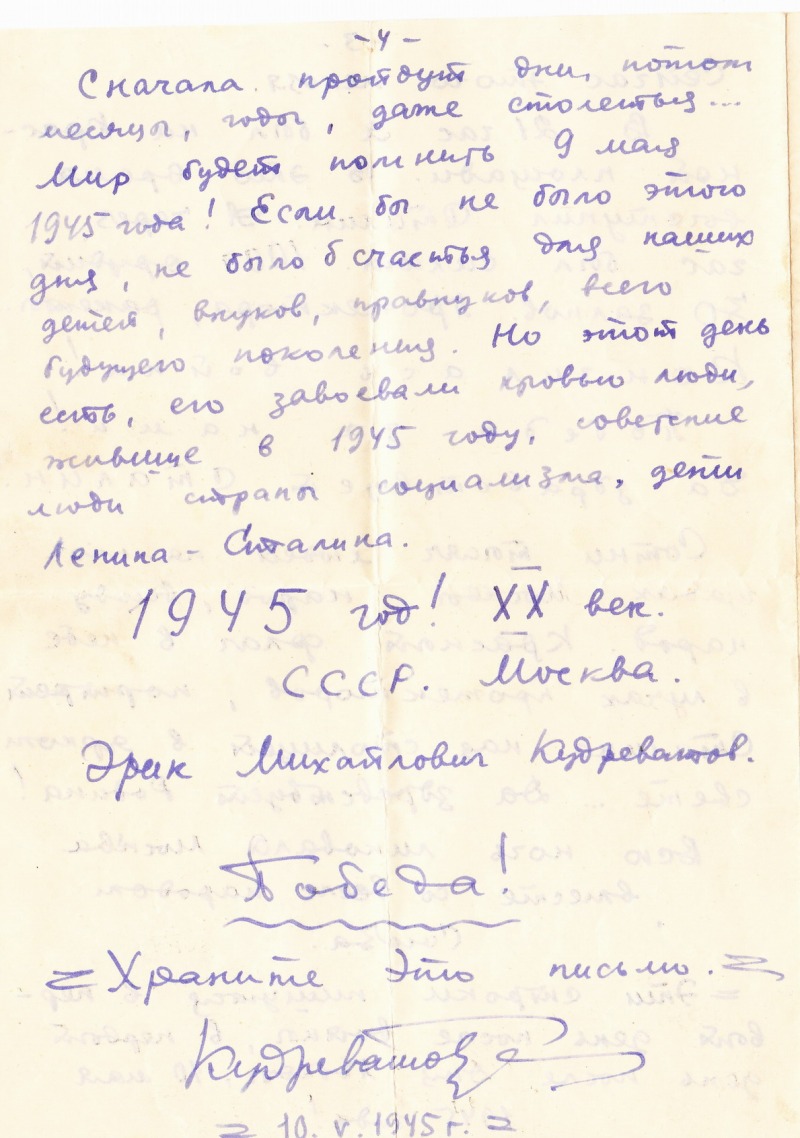 - 4 -
Сначала пройдут дни, потом
месяцы, годы, даже столетья...
Мир будет помнить 9 мая
1945 года! Если бы не было этого
дня, не было б счастья для наших
детей, внуков, правнуков, всего
будущего поколения. Но этот день
есть, его завоевали кровью люди,
жившие в 1945 году, советские
люди страны социализма, дети
Ленина - Сталина.
1945 год! XX век.
СССР. Москва.
Эрик Михайлович Кудреватов.
Победа!
= Храните это письмо. =
Кудреватов
= 10. V. 1945 г. =